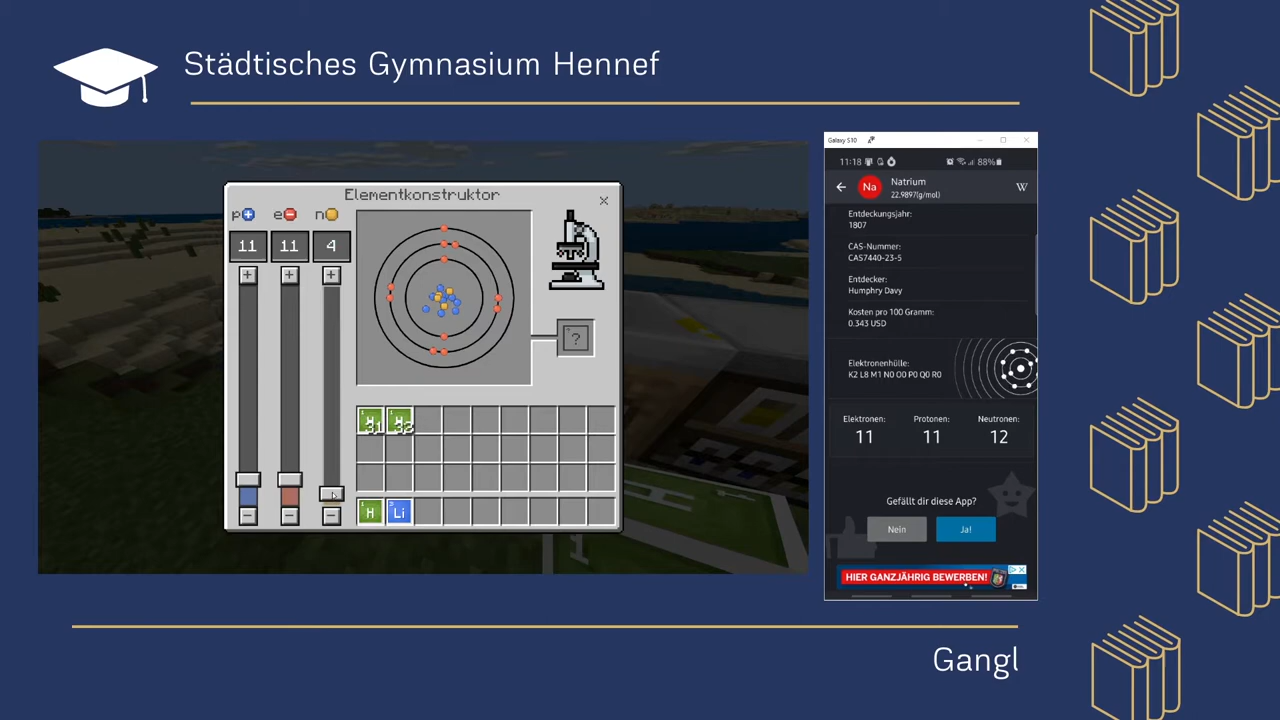 Städtisches Gymnasium Hennef
Elementkonstruktor
p e n
11 11 4
?
H
Li
Galaxy S10
11:18 88%
Na
Natrium
22.9897(g/mol)
W
Entdeckungsjahr:
1807
CAS-Nummer:
CAS7440-23-5
Entdecker:
Humphry Davy
Kosten pro 100 Gramm:
0.343 USD
Elektronenhülle:
K2 L8 M1 N0 O0 P0 Q0 R0
Elektronen: Protonen: Neutronen:
11 11 12
Gefällt dir diese App?
Nein Ja!
HIER GANZJÄHRIG BEWERBEN!
Gangl